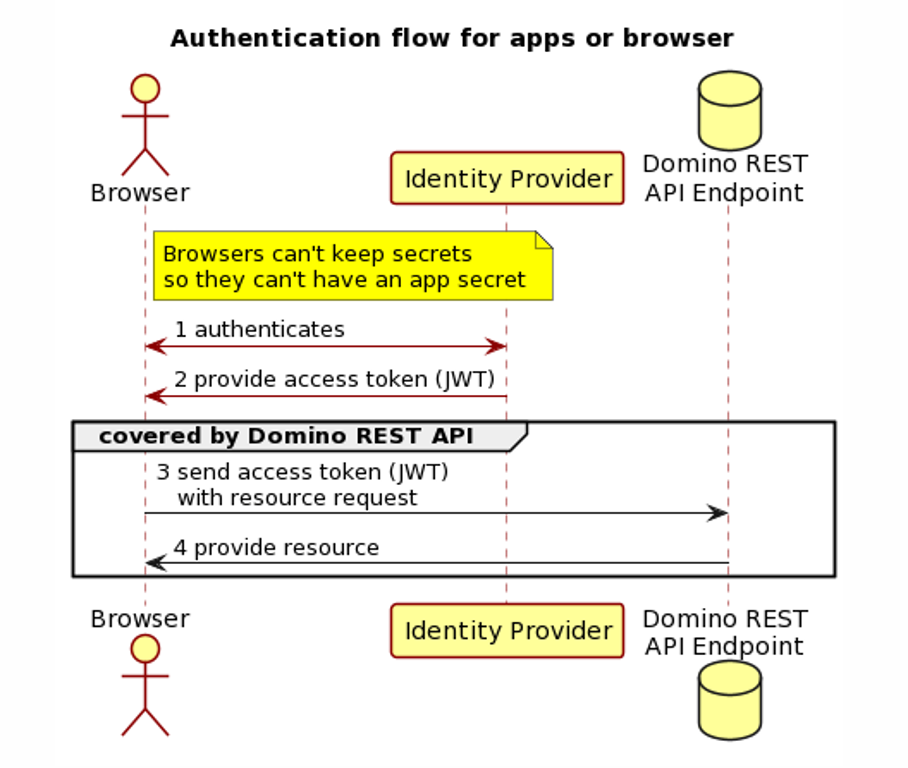 Authentication flow for apps or browser
Browser
Identity Provider
Domino REST
API Endpoint
Browsers can't keep secrets
so they can't have an app secret
1 authenticates
2 provide access token (JWT)
covered by Domino REST API
3 send access token (JWT)
with resource request
4 provide resource
Browser
Identity Provider
Domino REST
API Endpoint